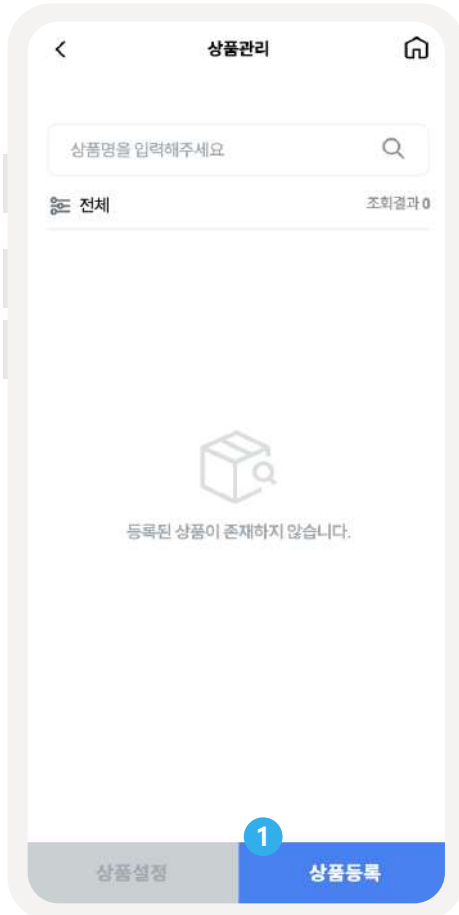 상품관리
상품명을 입력해주세요
전체 조회결과 0
등록된 상품이 존재하지 않습니다.
1
상품설정 상품등록